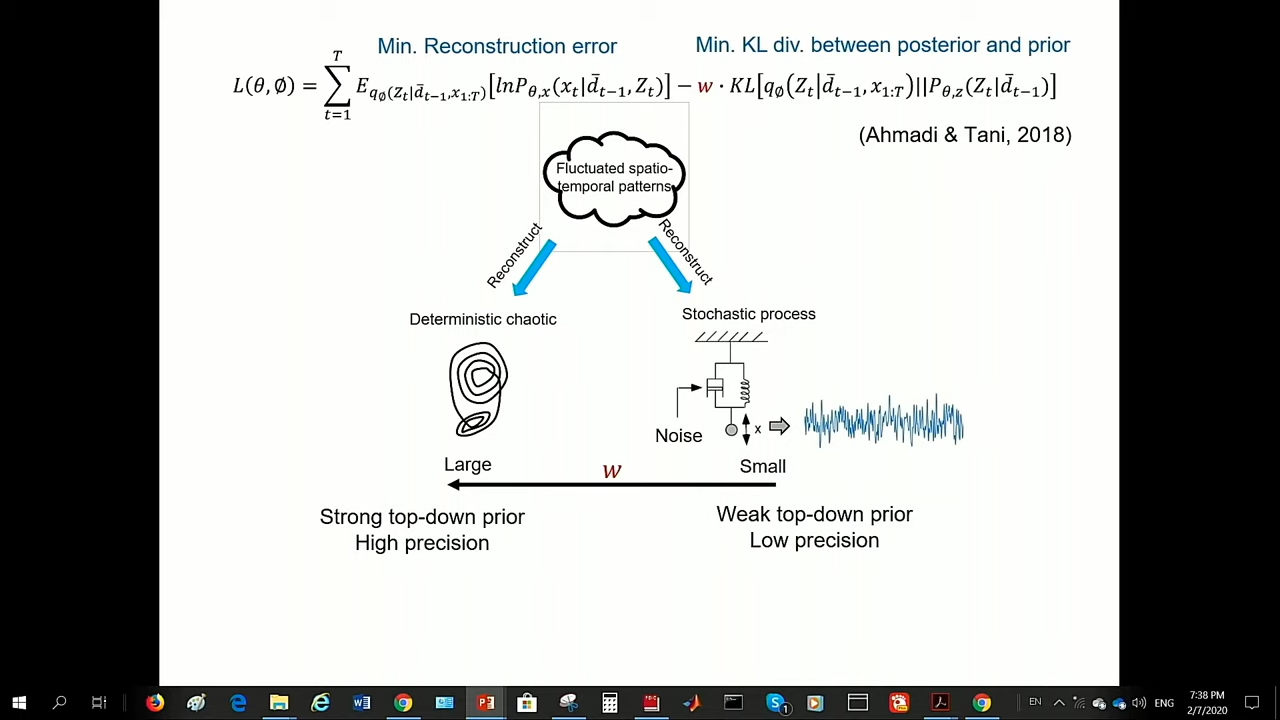 Min. Reconstruction error
Min. KL div. between posterior and prior
L(θ,∅) = ∑_{t=1}^{T} E_{q_∅(Z_t|d̄_{t-1},x_{1:T})}[lnP_{θ,x}(x_t|d̄_{t-1},Z_t)] − w · KL[q_∅(Z_t|d̄_{t-1},x_{1:T})||P_{θ,z}(Z_t|d̄_{t-1})]
(Ahmadi & Tani, 2018)
Fluctuated spatio-
temporal patterns
Reconstruct
Reconstruct
Deterministic chaotic
Stochastic process
Noise
x
Large
w
Small
Strong top-down prior
High precision
Weak top-down prior
Low precision
EN
ENG
7:38 PM
2/7/2020